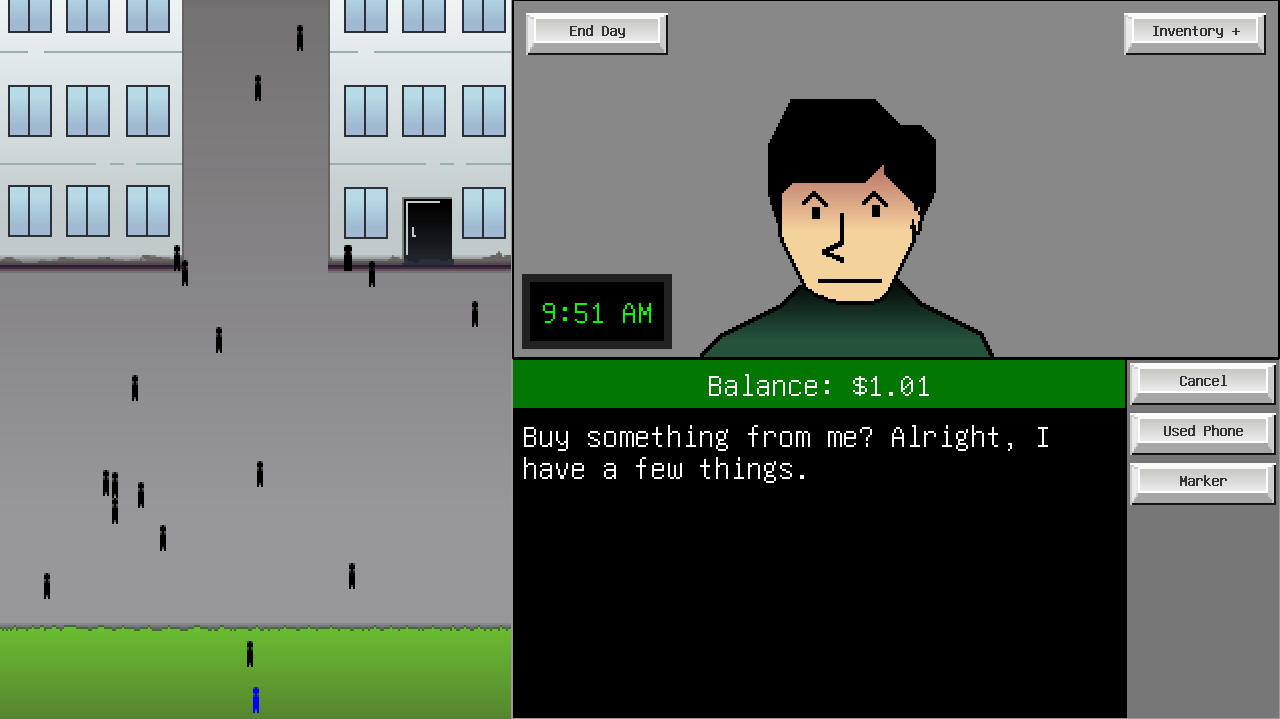 End Day
Inventory +
9:51 AM
Balance: $1.01
Buy something from me? Alright, I
have a few things.
Cancel
Used Phone
Marker